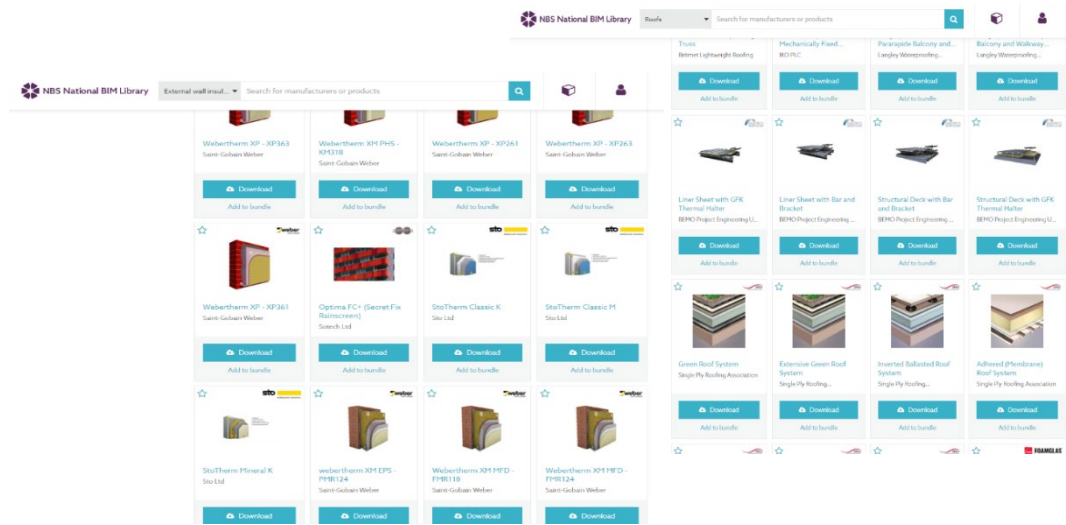 NBS National BIM Library
Roofs
Search for manufacturers or products
Truss
Mechanically Fixed...
Pararapide Balcony and...
Balcony and Walkway...
Betmet Lightweight Roofing
IKO PLC
Langley Waterproofing...
Langley Waterproofing...
Download
Download
Download
Download
Add to bundle
Add to bundle
Add to bundle
Add to bundle
Liner Sheet with GFK
Thermal Halter
Liner Sheet with Bar and
Bracket
Structural Deck with Bar
and Bracket
Structural Deck with GFK
Thermal Halter
BEMO Project Engineering U...
BEMO Project Engineering ...
BEMO Project Engineering ...
BEMO Project Engineering U...
Download
Download
Download
Download
Add to bundle
Add to bundle
Add to bundle
Add to bundle
Green Roof System
Extensive Green Roof
System
Inverted Ballasted Roof
System
Adhered (Membrane)
Roof System
Single Ply Roofing Association
Single Ply Roofing...
Single Ply Roofing...
Single Ply Roofing Association
Download
Download
Download
Download
Add to bundle
Add to bundle
Add to bundle
Add to bundle
FOAMGLAS
NBS National BIM Library
External wall insul...
Search for manufacturers or products
Webertherm XP - XP363
Webertherm XM PHS -
KM318
Webertherm XP - XP261
Webertherm XP - XP263
Saint-Gobain Weber
Saint-Gobain Weber
Saint-Gobain Weber
Saint-Gobain Weber
Download
Download
Download
Download
Add to bundle
Add to bundle
Add to bundle
Add to bundle
weber
sto
sto
Webertherm XP - XP361
Optima FC+ (Secret Fix
Rainscreen)
StoTherm Classic K
StoTherm Classic M
Saint-Gobain Weber
Sto Ltd
Sto Ltd
Download
Download
Download
Download
Add to bundle
Add to bundle
Add to bundle
Add to bundle
sto
weber
weber
weber
StoTherm Mineral K
webertherm XM EPS -
PMR124
Webertherm XM MFD -
FMR118
Webertherm XM MFD -
FMR124
Sto Ltd
Saint-Gobain Weber
Saint-Gobain Weber
Saint-Gobain Weber
Download
Download
Download
Download